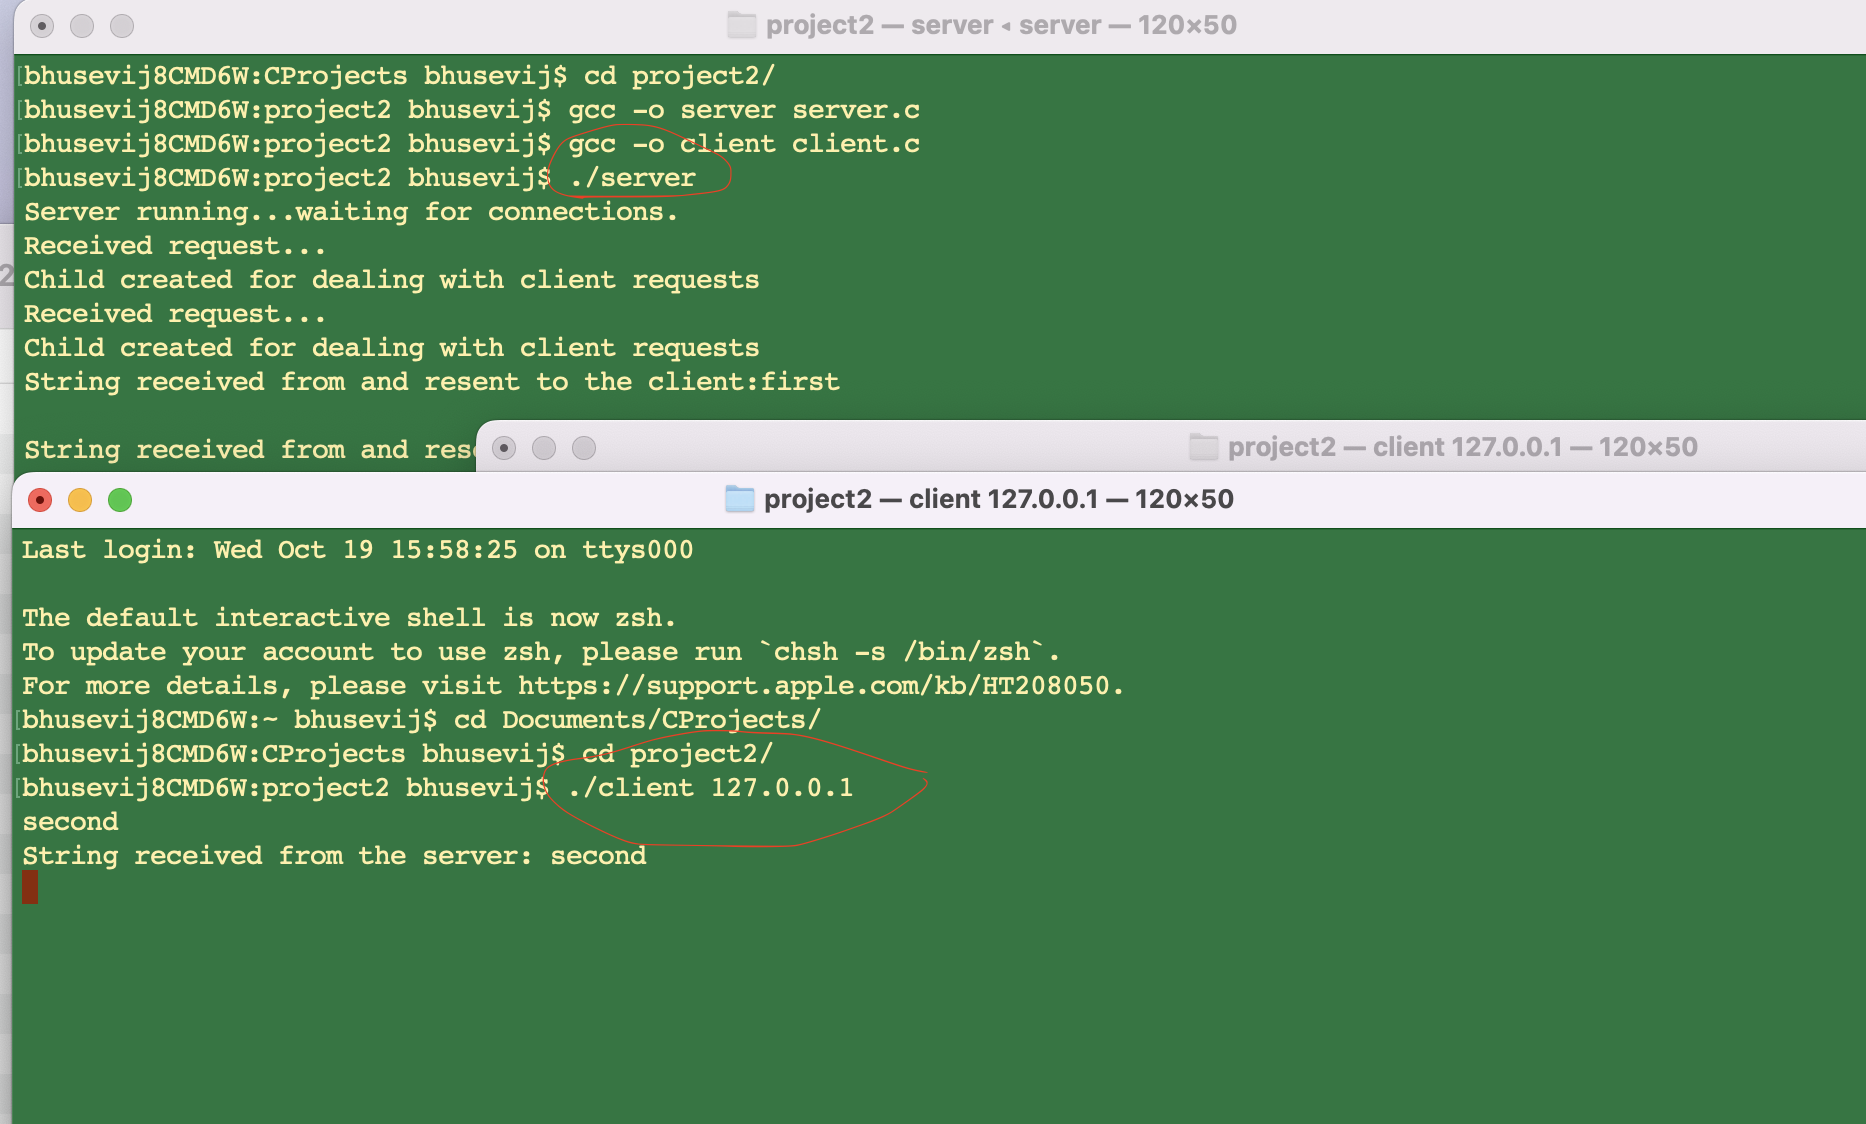 project2 — server ◂ server — 120×50
bhusevij8CMD6W:CProjects bhusevij$ cd project2/
bhusevij8CMD6W:project2 bhusevij$ gcc -o server server.c
bhusevij8CMD6W:project2 bhusevij$ gcc -o client client.c
bhusevij8CMD6W:project2 bhusevij$ ./server
Server running...waiting for connections.
Received request...
Child created for dealing with client requests
Received request...
Child created for dealing with client requests
String received from and resent to the client:first
String received from and rese
project2 — client 127.0.0.1 — 120×50
project2 — client 127.0.0.1 — 120×50
Last login: Wed Oct 19 15:58:25 on ttys000
The default interactive shell is now zsh.
To update your account to use zsh, please run `chsh -s /bin/zsh`.
For more details, please visit https://support.apple.com/kb/HT208050.
bhusevij8CMD6W:~ bhusevij$ cd Documents/CProjects/
bhusevij8CMD6W:CProjects bhusevij$ cd project2/
bhusevij8CMD6W:project2 bhusevij$ ./client 127.0.0.1
second
String received from the server: second